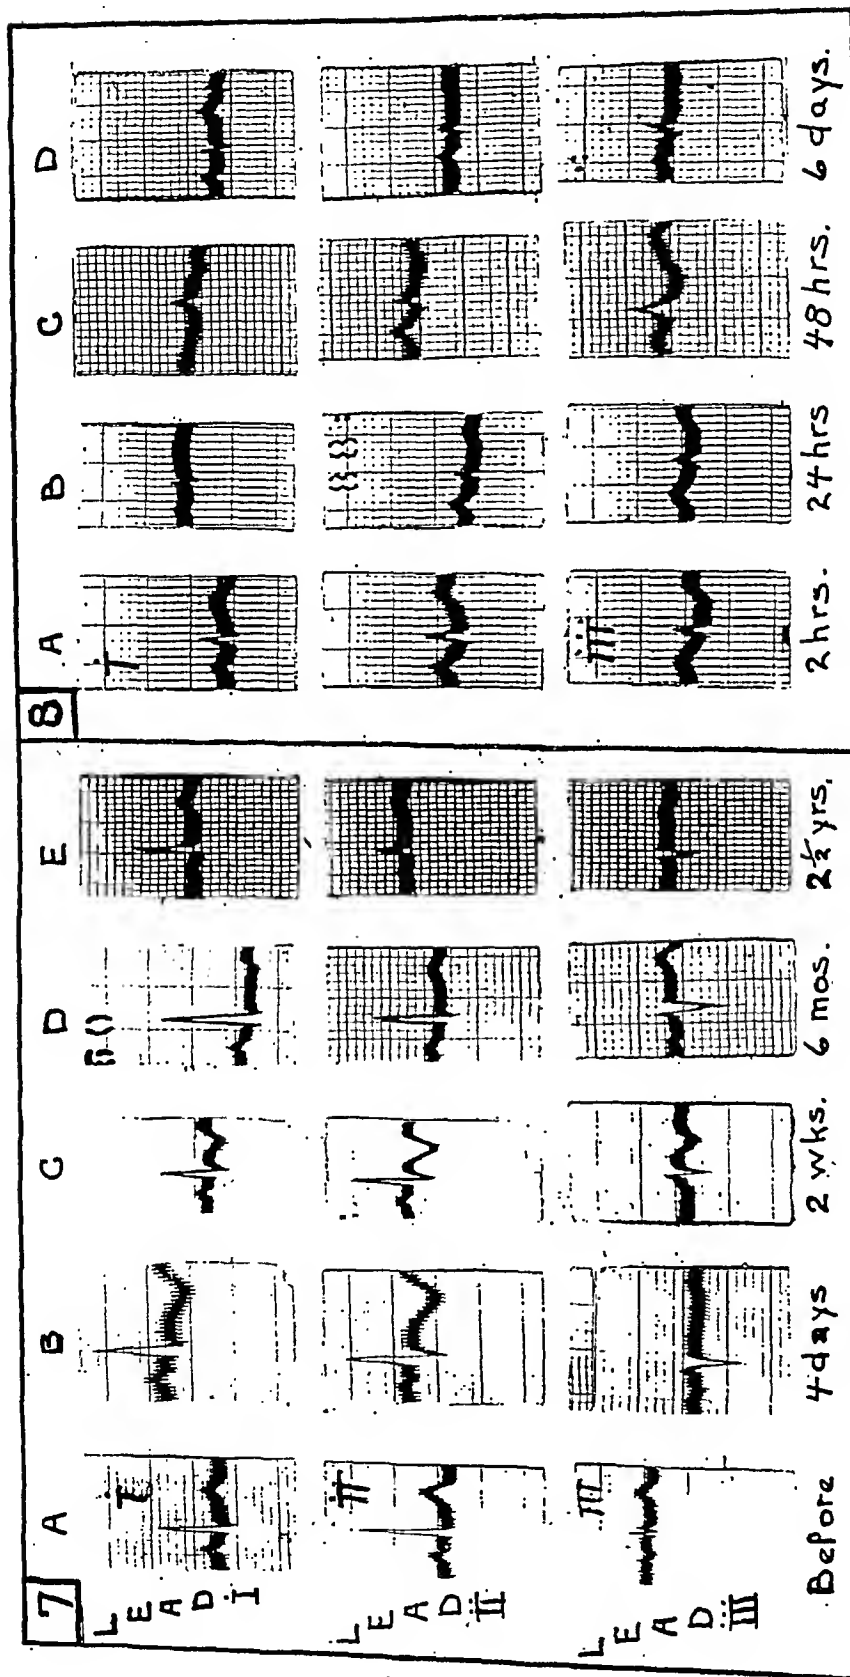 7
A B C D E
LEAD I
I
LEAD II
II
LEAD III
III
Before 4 days 2 wks. 6 mos. 2½ yrs.
8
A B C D
I
III
2 hrs. 24 hrs 48 hrs. 6 days.